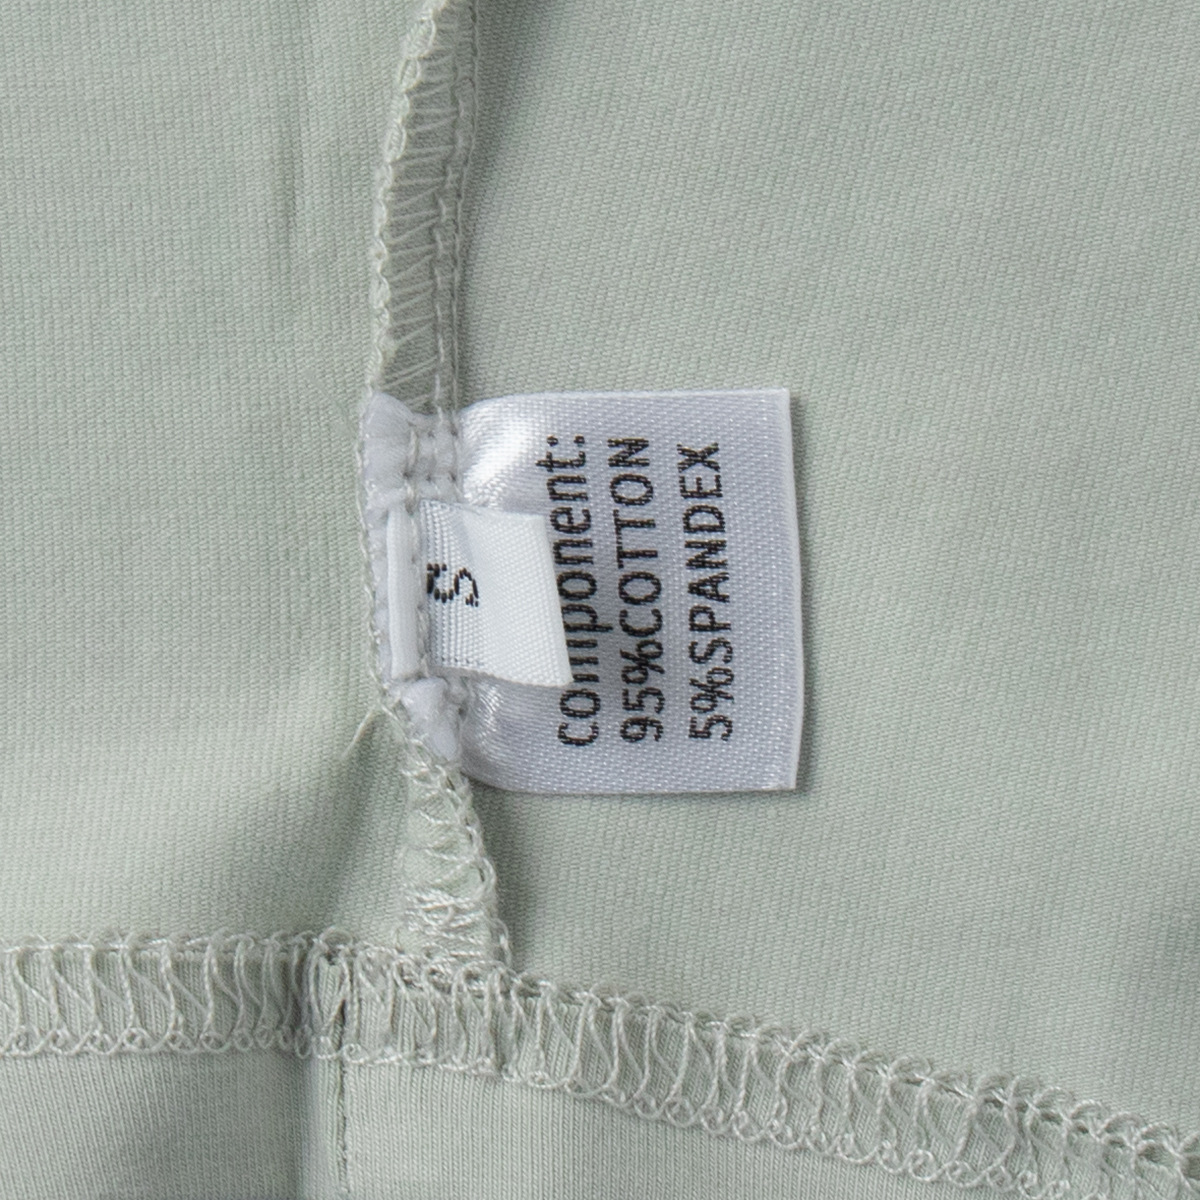 component:
95%COTTON
5%SPANDEX
S